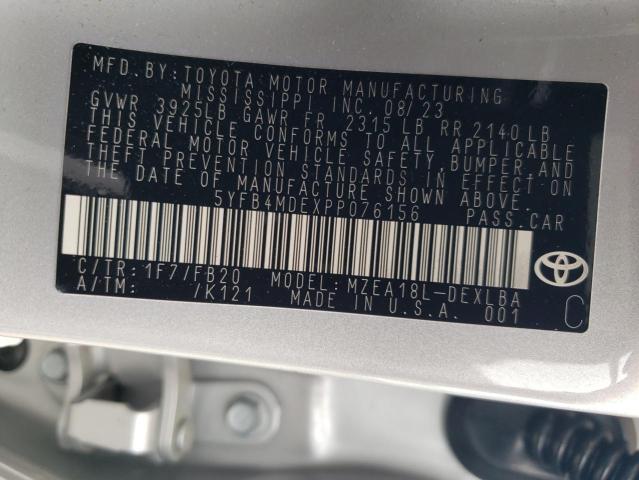 MFD. BY: TOYOTA MOTOR MANUFACTURING
MISSISSIPPI INC. 08/23
GVWR 3925LB GAWR FR 2315 LB RR 2140 LB
THIS VEHICLE CONFORMS TO ALL APPLICABLE
FEDERAL MOTOR VEHICLE SAFETY, BUMPER, AND
THEFT PREVENTION STANDARDS IN EFFECT ON
THE DATE OF MANUFACTURE SHOWN ABOVE.
5YFB4MDEXPP076156 PASS.CAR
C/TR: 1F7/FB20 MODEL: MZEA18L-DEXLBA
A/TM: /K121 MADE IN U.S.A. 001 C